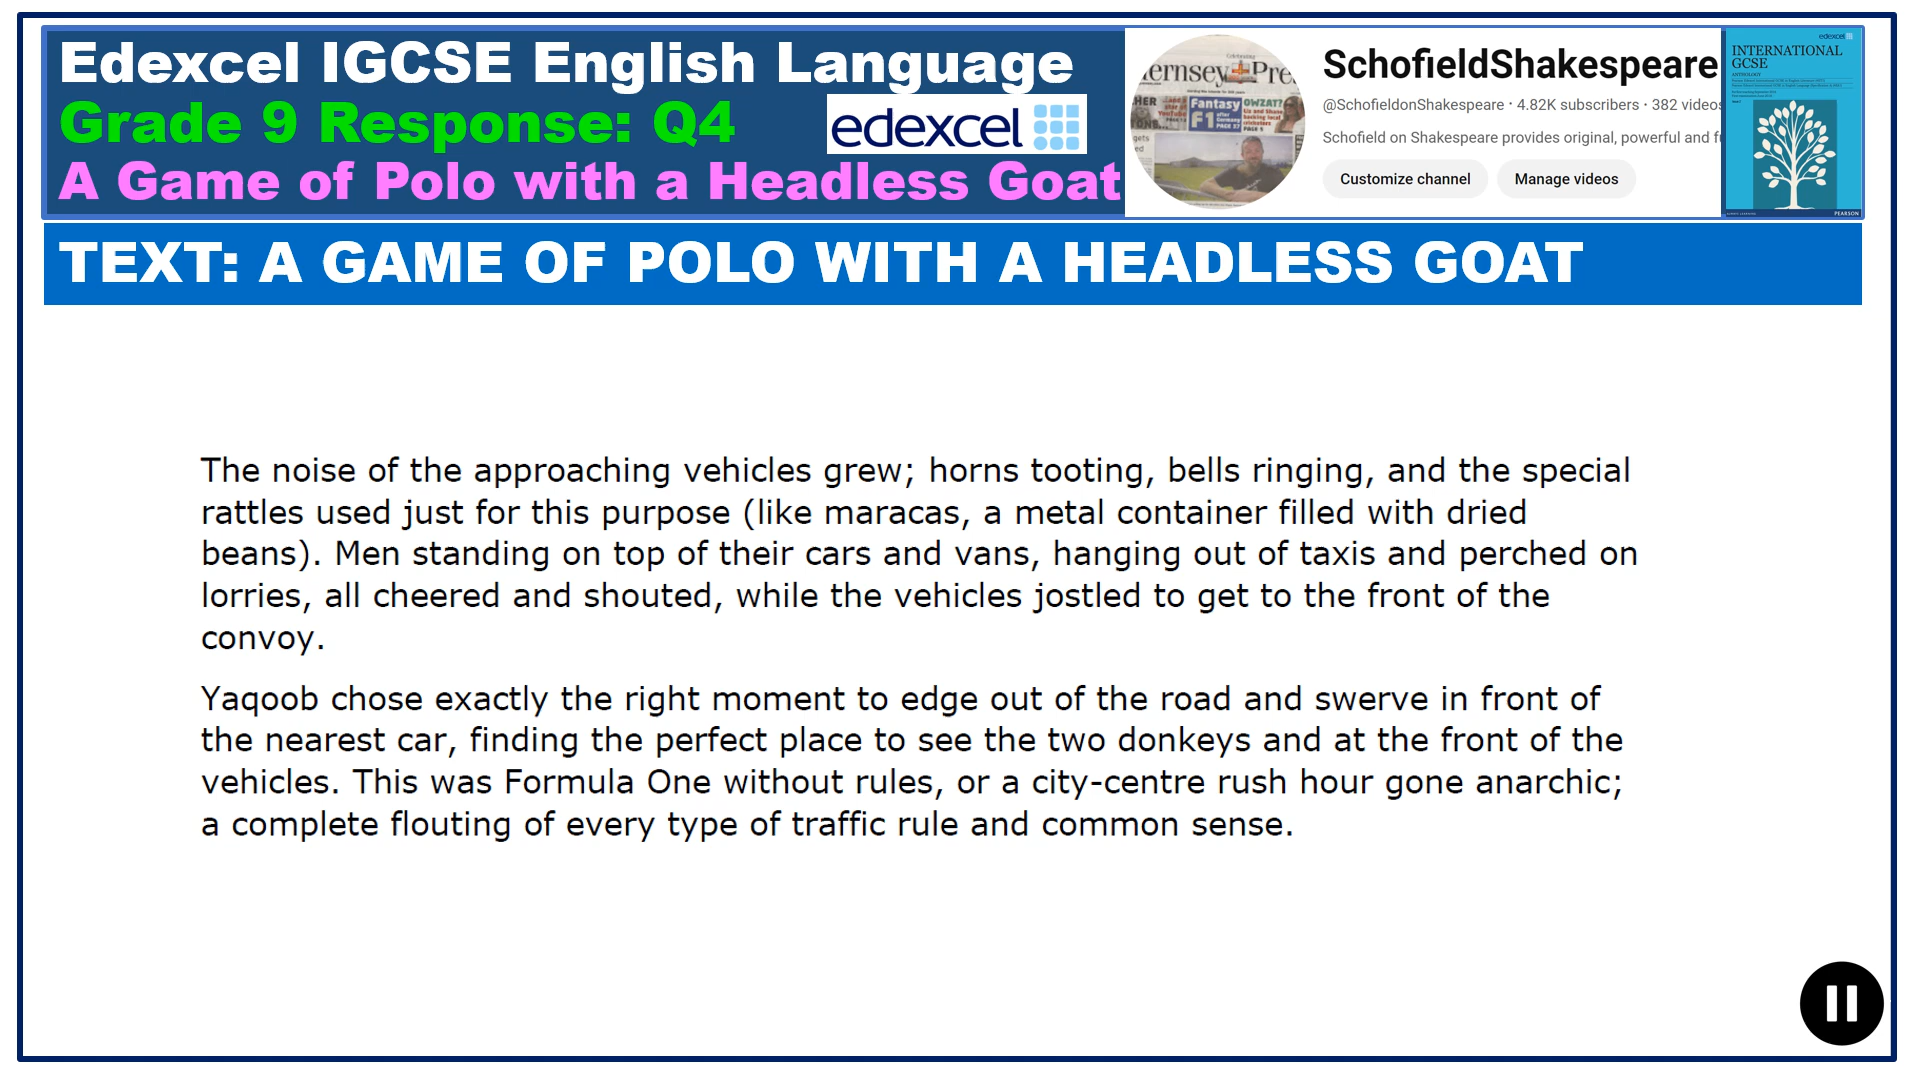 Edexcel IGCSE English Language
Grade 9 Response: Q4
edexcel
A Game of Polo with a Headless Goat
SchofieldShakespeare
@SchofieldonShakespeare · 4.82K subscribers · 382 videos
Schofield on Shakespeare provides original, powerful and fu
Customize channel
Manage videos
ernsey Pre
Fantasy
F1
OWZAT?
edexcel
INTERNATIONAL
GCSE
ANTHOLOGY
PEARSON
TEXT: A GAME OF POLO WITH A HEADLESS GOAT
The noise of the approaching vehicles grew; horns tooting, bells ringing, and the special
rattles used just for this purpose (like maracas, a metal container filled with dried
beans). Men standing on top of their cars and vans, hanging out of taxis and perched on
lorries, all cheered and shouted, while the vehicles jostled to get to the front of the
convoy.
Yaqoob chose exactly the right moment to edge out of the road and swerve in front of
the nearest car, finding the perfect place to see the two donkeys and at the front of the
vehicles. This was Formula One without rules, or a city-centre rush hour gone anarchic;
a complete flouting of every type of traffic rule and common sense.